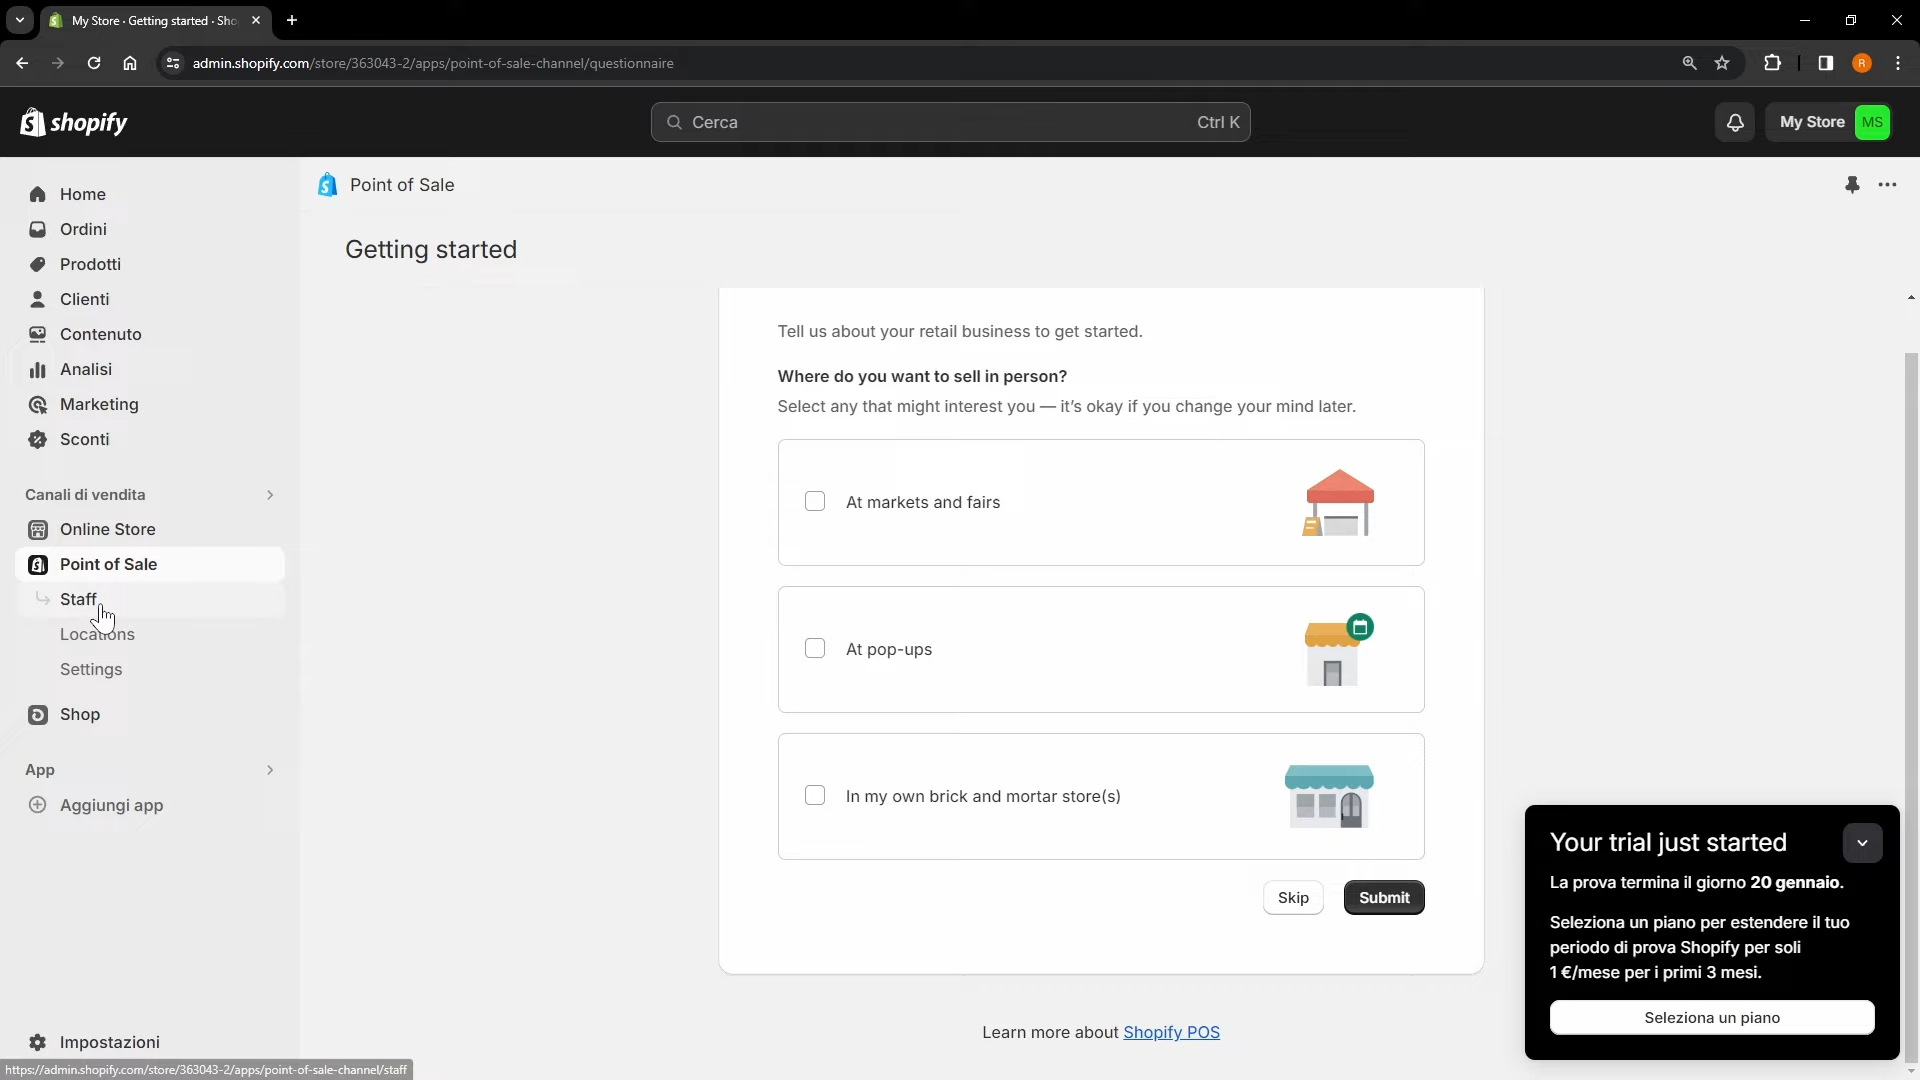 My Store · Getting started · Sho
admin.shopify.com/store/363043-2/apps/point-of-sale-channel/questionnaire
R
shopify
Cerca
Ctrl K
My Store
MS
Home
Ordini
Prodotti
Clienti
Contenuto
Analisi
Marketing
Sconti
Canali di vendita
Online Store
Point of Sale
Staff
Locations
Settings
Shop
App
Aggiungi app
Impostazioni
https://admin.shopify.com/store/363043-2/apps/point-of-sale-channel/staff
Point of Sale
Getting started
Tell us about your retail business to get started.
Where do you want to sell in person?
Select any that might interest you — it's okay if you change your mind later.
At markets and fairs
At pop-ups
In my own brick and mortar store(s)
Skip
Submit
Learn more about Shopify POS
Your trial just started
La prova termina il giorno 20 gennaio.
Seleziona un piano per estendere il tuo
periodo di prova Shopify per soli
1 €/mese per i primi 3 mesi.
Seleziona un piano